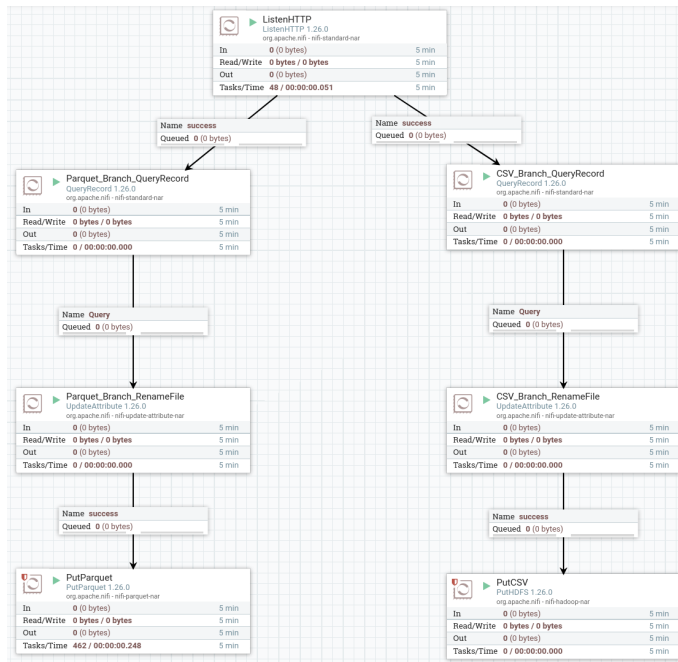 ListenHTTP
ListenHTTP 1.26.0
org.apache.nifi - nifi-standard-nar
In 0 (0 bytes) 5 min
Read/Write 0 bytes / 0 bytes 5 min
Out 0 (0 bytes) 5 min
Tasks/Time 48 / 00:00:00.051 5 min
Name success
Queued 0 (0 bytes)
Name success
Queued 0 (0 bytes)
Parquet_Branch_QueryRecord
QueryRecord 1.26.0
org.apache.nifi - nifi-standard-nar
In 0 (0 bytes) 5 min
Read/Write 0 bytes / 0 bytes 5 min
Out 0 (0 bytes) 5 min
Tasks/Time 0 / 00:00:00.000 5 min
CSV_Branch_QueryRecord
QueryRecord 1.26.0
org.apache.nifi - nifi-standard-nar
In 0 (0 bytes) 5 min
Read/Write 0 bytes / 0 bytes 5 min
Out 0 (0 bytes) 5 min
Tasks/Time 0 / 00:00:00.000 5 min
Name Query
Queued 0 (0 bytes)
Name Query
Queued 0 (0 bytes)
Parquet_Branch_RenameFile
UpdateAttribute 1.26.0
org.apache.nifi - nifi-update-attribute-nar
In 0 (0 bytes) 5 min
Read/Write 0 bytes / 0 bytes 5 min
Out 0 (0 bytes) 5 min
Tasks/Time 0 / 00:00:00.000 5 min
CSV_Branch_RenameFile
UpdateAttribute 1.26.0
org.apache.nifi - nifi-update-attribute-nar
In 0 (0 bytes) 5 min
Read/Write 0 bytes / 0 bytes 5 min
Out 0 (0 bytes) 5 min
Tasks/Time 0 / 00:00:00.000 5 min
Name success
Queued 0 (0 bytes)
Name success
Queued 0 (0 bytes)
PutParquet
PutParquet 1.26.0
org.apache.nifi - nifi-parquet-nar
In 0 (0 bytes) 5 min
Read/Write 0 bytes / 0 bytes 5 min
Out 0 (0 bytes) 5 min
Tasks/Time 462 / 00:00:00.248 5 min
PutCSV
PutHDFS 1.26.0
org.apache.nifi - nifi-hadoop-nar
In 0 (0 bytes) 5 min
Read/Write 0 bytes / 0 bytes 5 min
Out 0 (0 bytes) 5 min
Tasks/Time 0 / 00:00:00.000 5 min